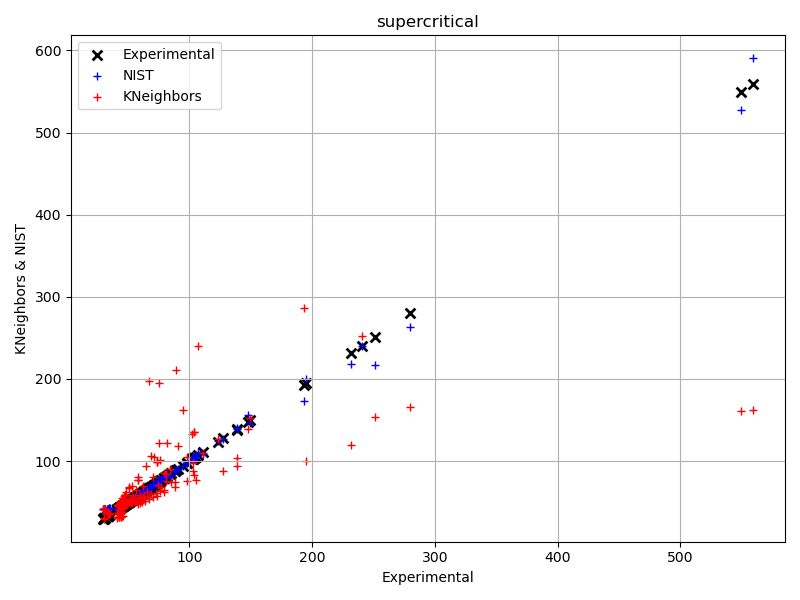 supercritical
Experimental
NIST
KNeighbors
600
500
400
300
200
100
KNeighbors & NIST
100 200 300 400 500
Experimental